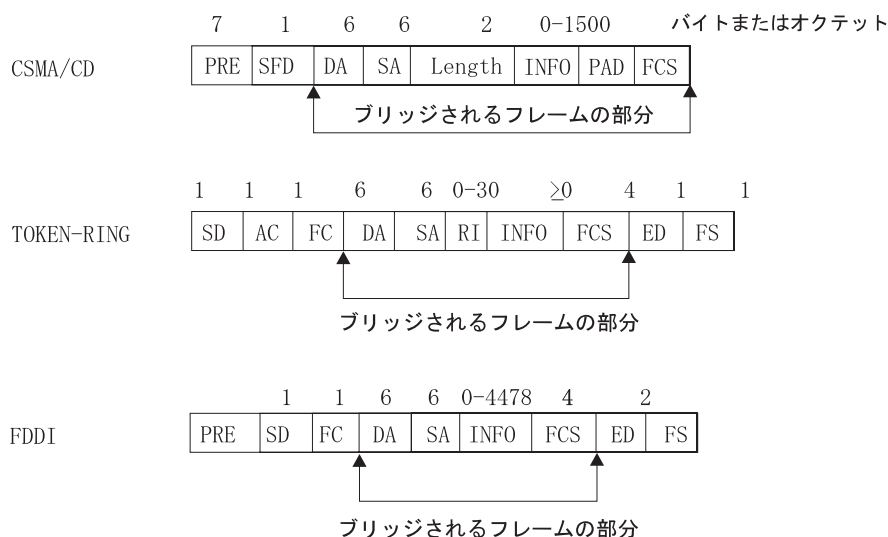 7 1 6 6 2 0-1500 バイトまたはオクテット
CSMA/CD PRE SFD DA SA Length INFO PAD FCS
ブリッジされるフレームの部分
1 1 1 6 6 0-30 ≥0 4 1 1
TOKEN-RING SD AC FC DA SA RI INFO FCS ED FS
ブリッジされるフレームの部分
1 1 6 6 0-4478 4 2
FDDI PRE SD FC DA SA INFO FCS ED FS
ブリッジされるフレームの部分